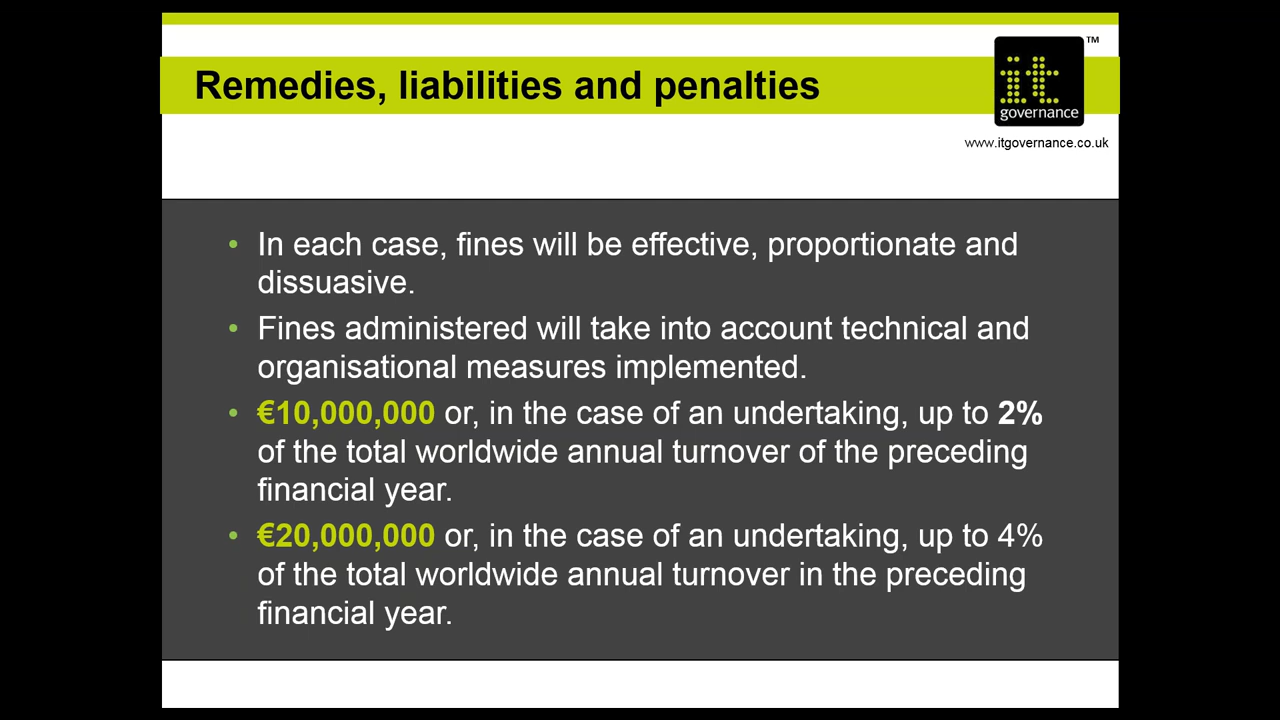 Remedies, liabilities and penalties
it
governance
™
www.itgovernance.co.uk
• In each case, fines will be effective, proportionate and
dissuasive.
• Fines administered will take into account technical and
organisational measures implemented.
• €10,000,000 or, in the case of an undertaking, up to 2%
of the total worldwide annual turnover of the preceding
financial year.
• €20,000,000 or, in the case of an undertaking, up to 4%
of the total worldwide annual turnover in the preceding
financial year.